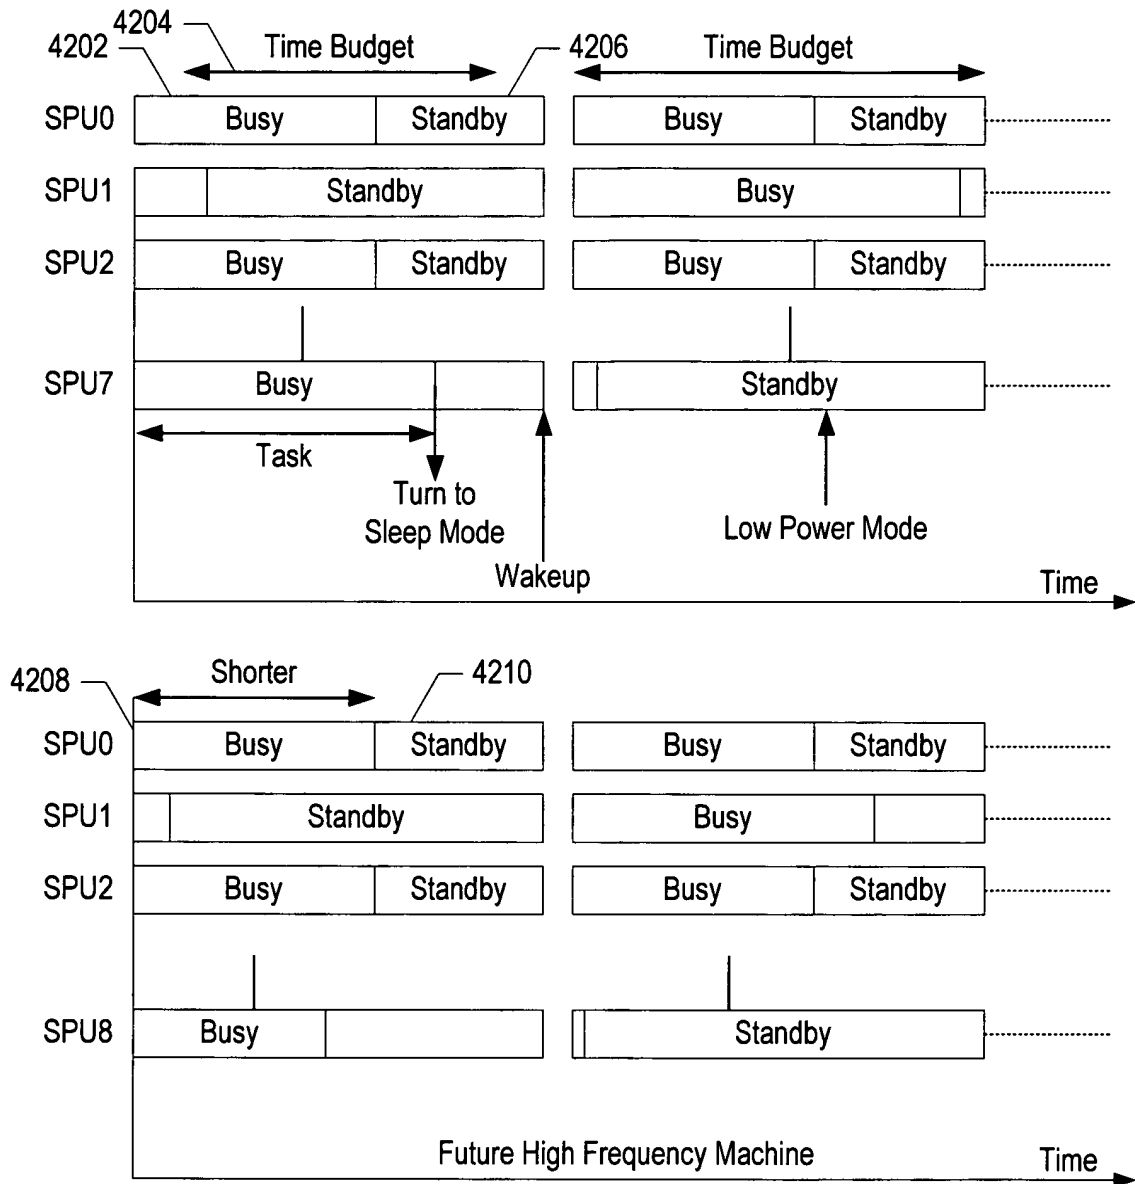 4204
4202 Time Budget 4206 Time Budget
SPU0 Busy Standby Busy Standby
SPU1 Standby Busy
SPU2 Busy Standby Busy Standby
SPU7 Busy Standby
Task
Turn to
Sleep Mode Low Power Mode
Wakeup Time
4208 Shorter 4210
SPU0 Busy Standby Busy Standby
SPU1 Standby Busy
SPU2 Busy Standby Busy Standby
SPU8 Busy Standby
Future High Frequency Machine Time